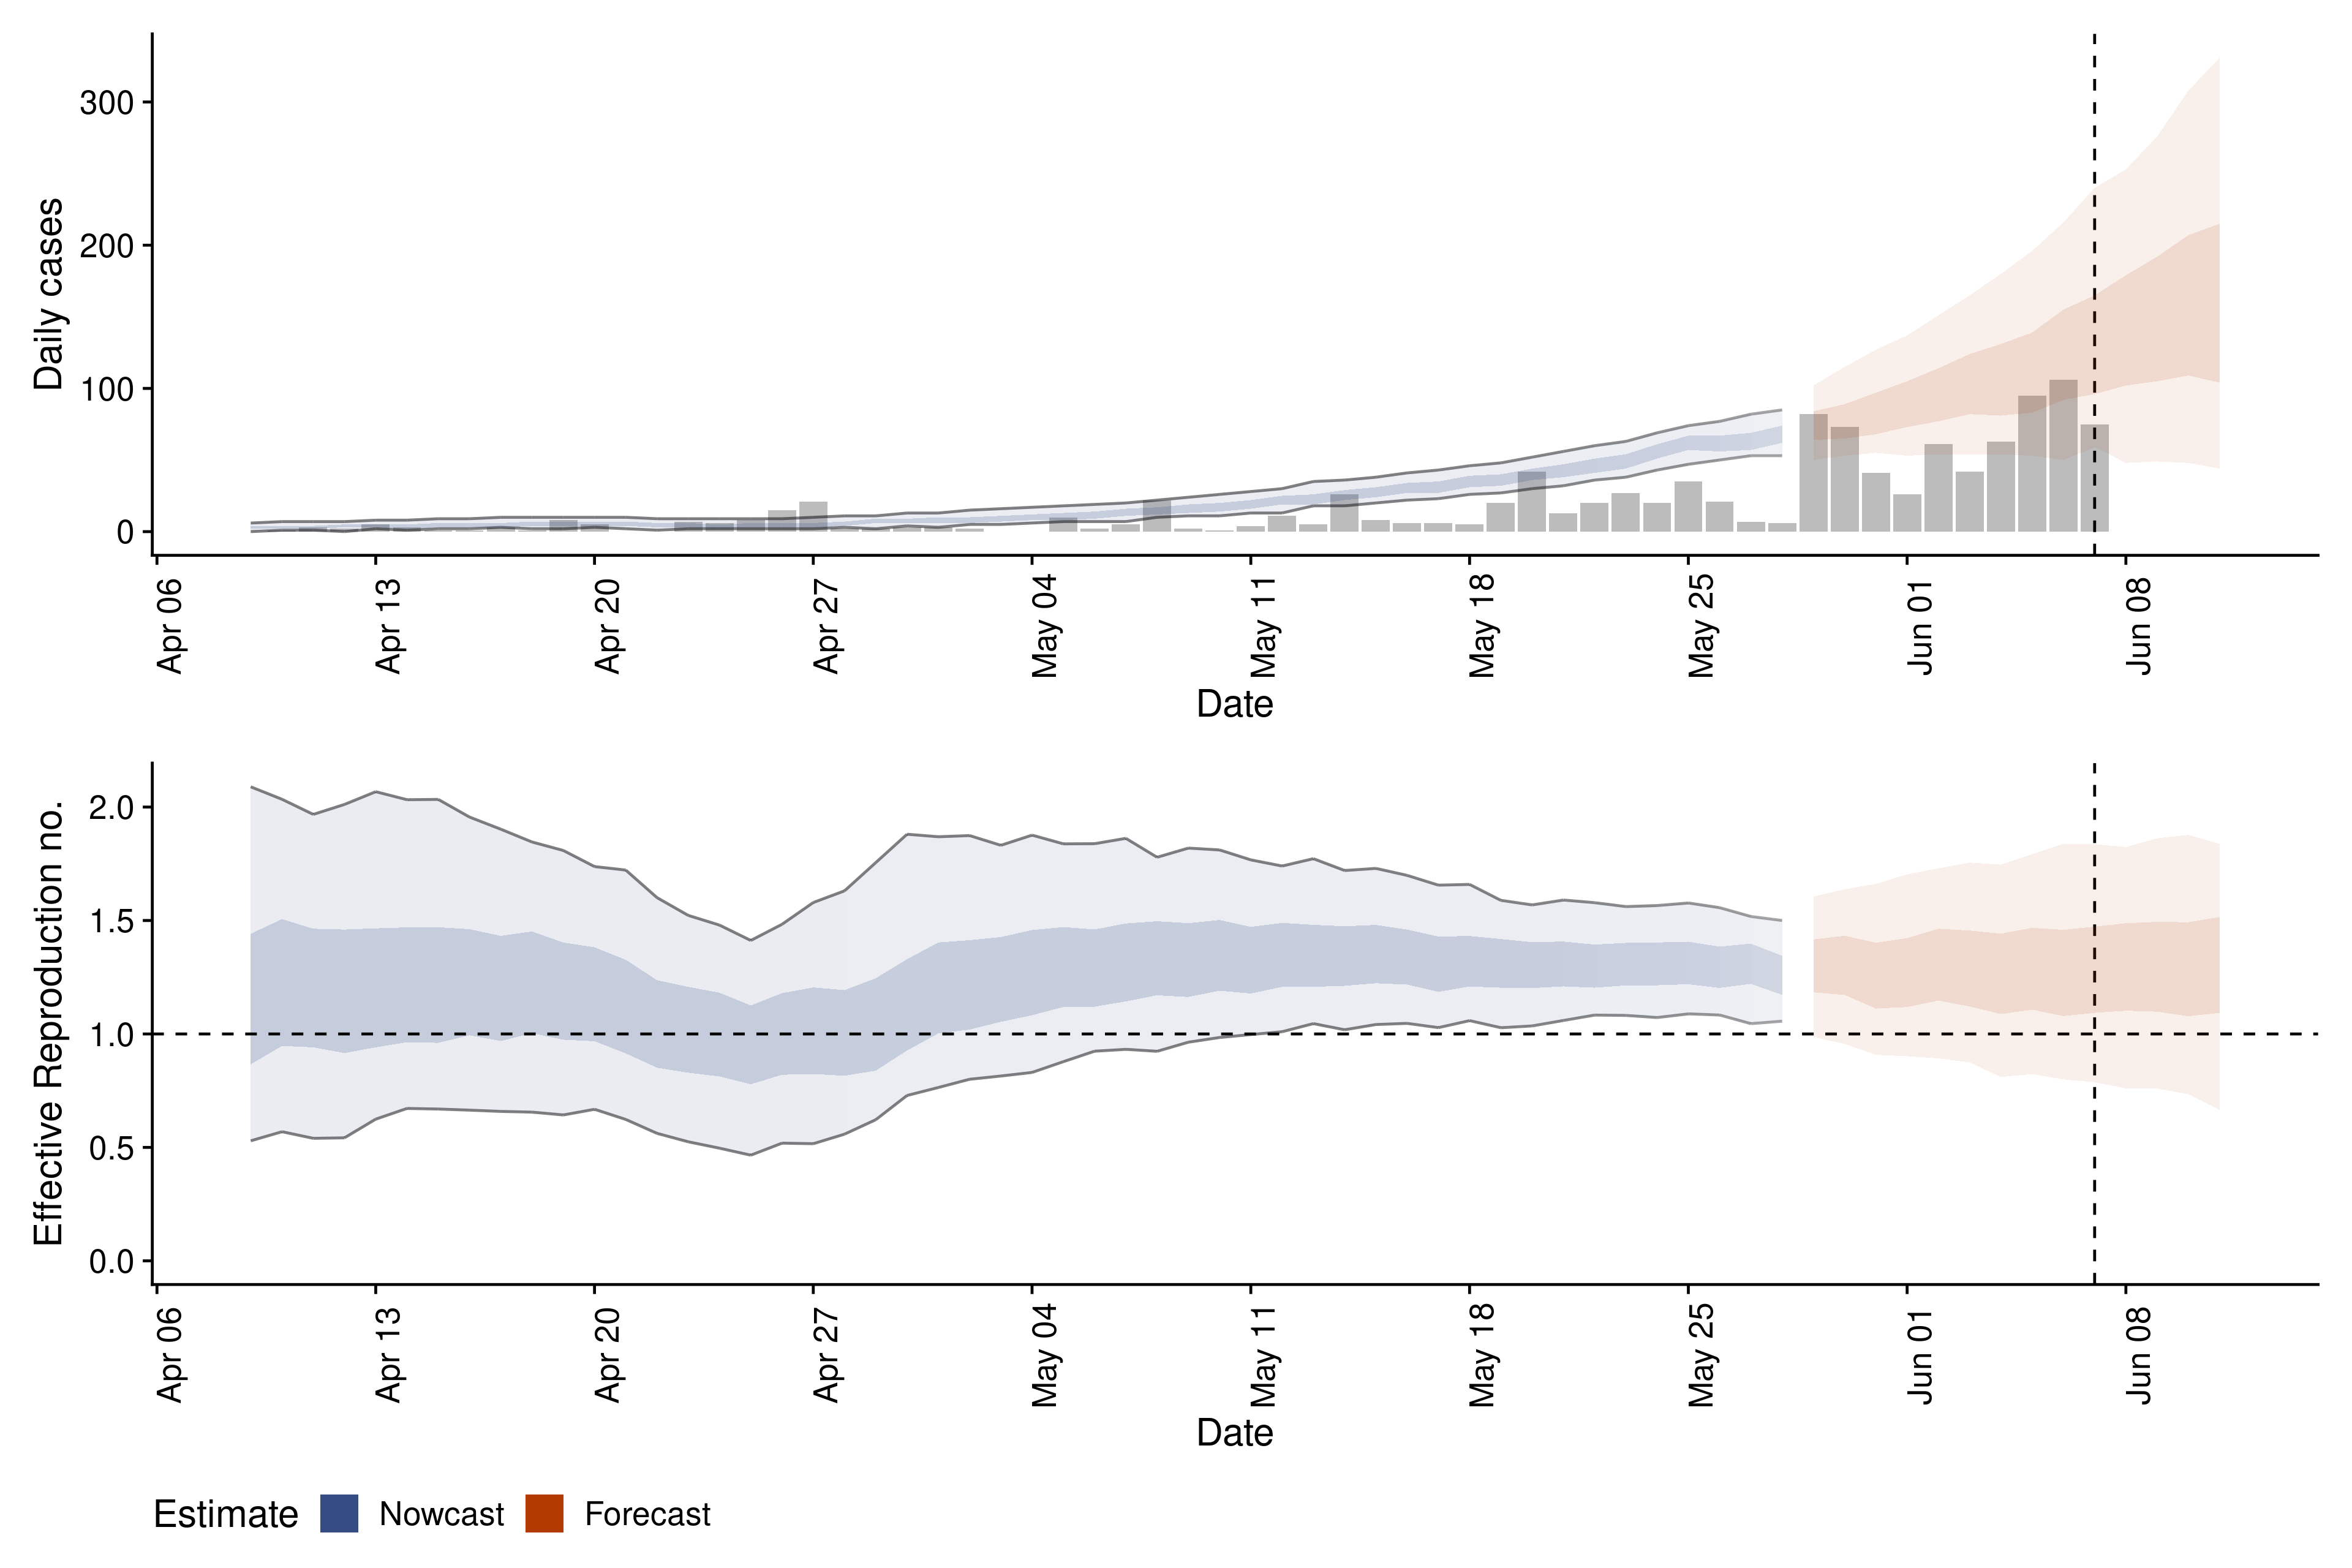 Daily cases
300
200
100
0
Apr 06
Apr 13
Apr 20
Apr 27
May 04
May 11
May 18
May 25
Jun 01
Jun 08
Date
Effective Reproduction no.
2.0
1.5
1.0
0.5
0.0
Apr 06
Apr 13
Apr 20
Apr 27
May 04
May 11
May 18
May 25
Jun 01
Jun 08
Date
Estimate Nowcast Forecast